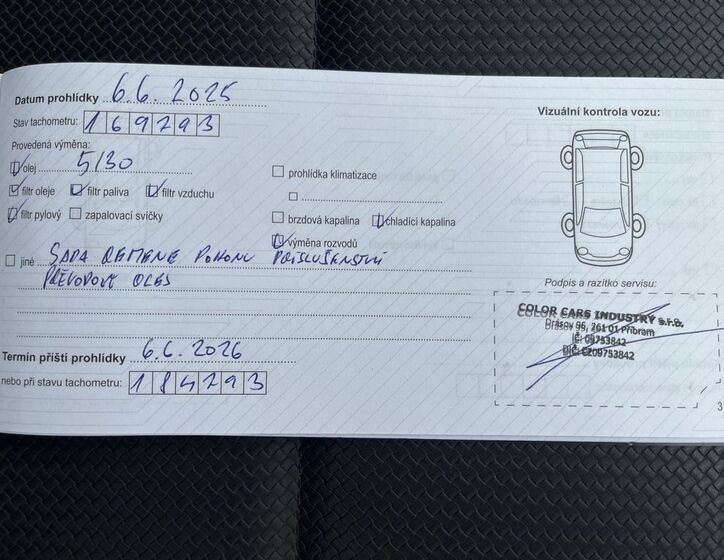 Datum prohlídky 6.6. 2025
Stav tachometru: 169793
Provedená výměna:
olej 5/30
filtr oleje filtr paliva filtr vzduchu
filtr pylový zapalovací svíčky
prohlídka klimatizace
brzdová kapalina chladící kapalina
výměna rozvodů
jiné SADA ŘEMENE POHONU PŘÍSLUŠENSTVÍ
PŘEVODOVÝ OLEJ
Termín příští prohlídky 6.6. 2026
nebo při stavu tachometru: 184793
Vizuální kontrola vozu:
Podpis a razítko servisu:
COLOR CARS INDUSTRY s.r.o.
Drásov 96, 261 01 Příbram
IČ: 09753842
DIČ: CZ09753842
3